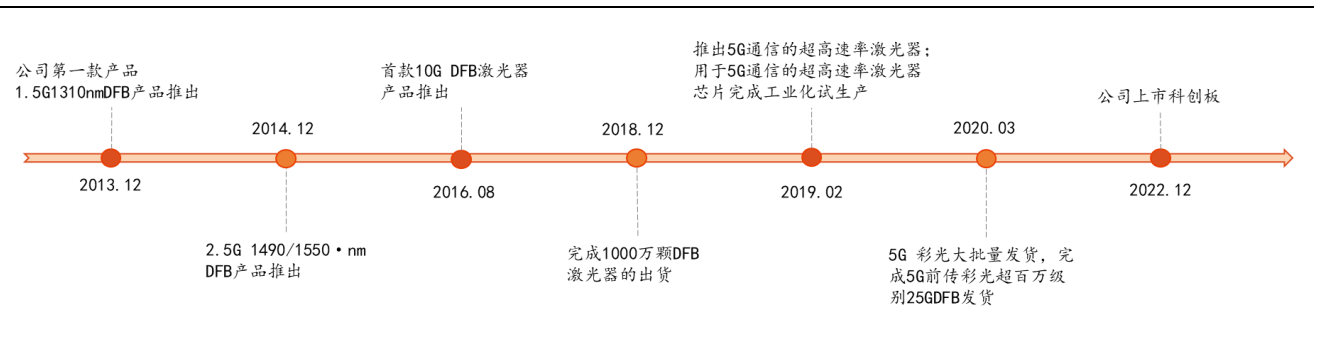 公司第一款产品
1.5G1310nmDFB产品推出
2013.12
2014.12
2.5G 1490/1550·nm
DFB产品推出
首款10G DFB激光器
产品推出
2016.08
2018.12
完成1000万颗DFB
激光器的出货
推出5G通信的超高速率激光器；
用于5G通信的超高速率激光器
芯片完成工业化试生产
2019.02
2020.03
5G 彩光大批量发货，完
成5G前传彩光超百万级
别25GDFB发货
公司上市科创板
2022.12